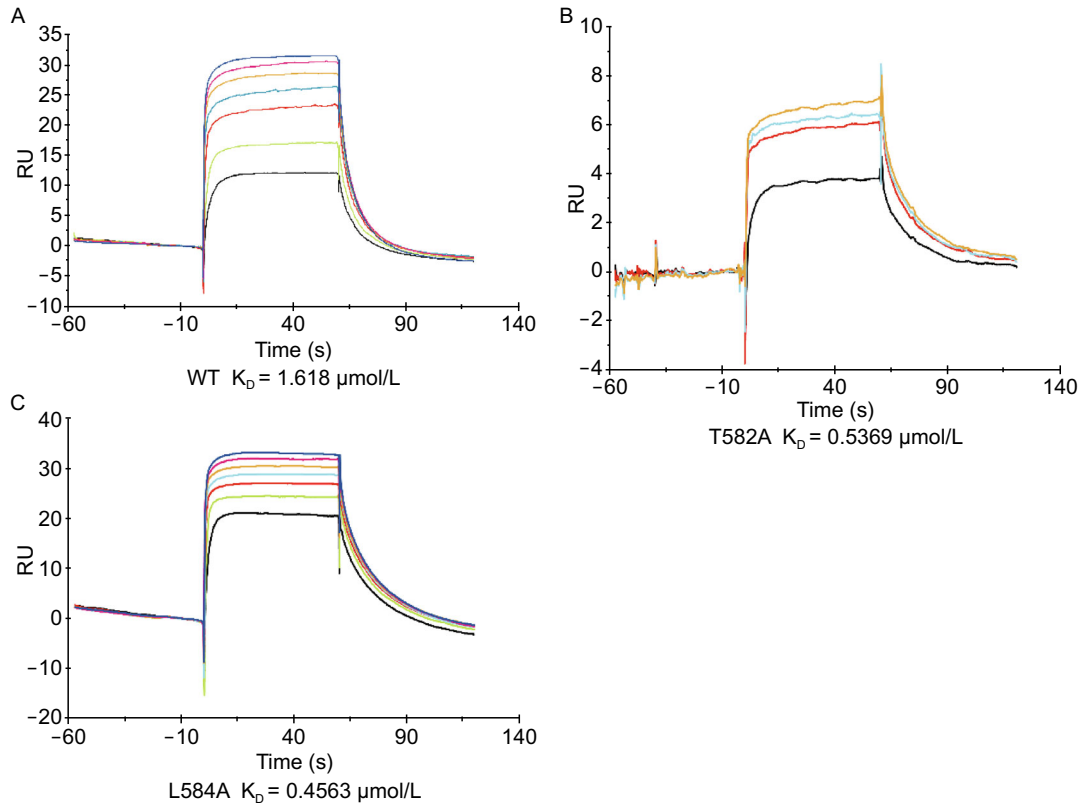 A
35
30
25
20
15
10
5
0
−5
−10
RU
−60 −10 40 90 140
Time (s)
WT K_D = 1.618 μmol/L
B
10
8
6
4
2
0
−2
−4
RU
−60 −10 40 90 140
Time (s)
T582A K_D = 0.5369 μmol/L
C
40
30
20
10
0
−10
−20
RU
−60 −10 40 90 140
Time (s)
L584A K_D = 0.4563 μmol/L